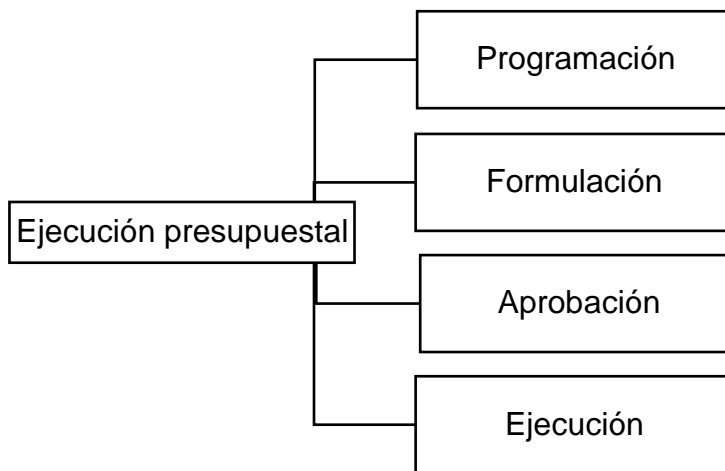 Programación
Formulación
Ejecución presupuestal
Aprobación
Ejecución